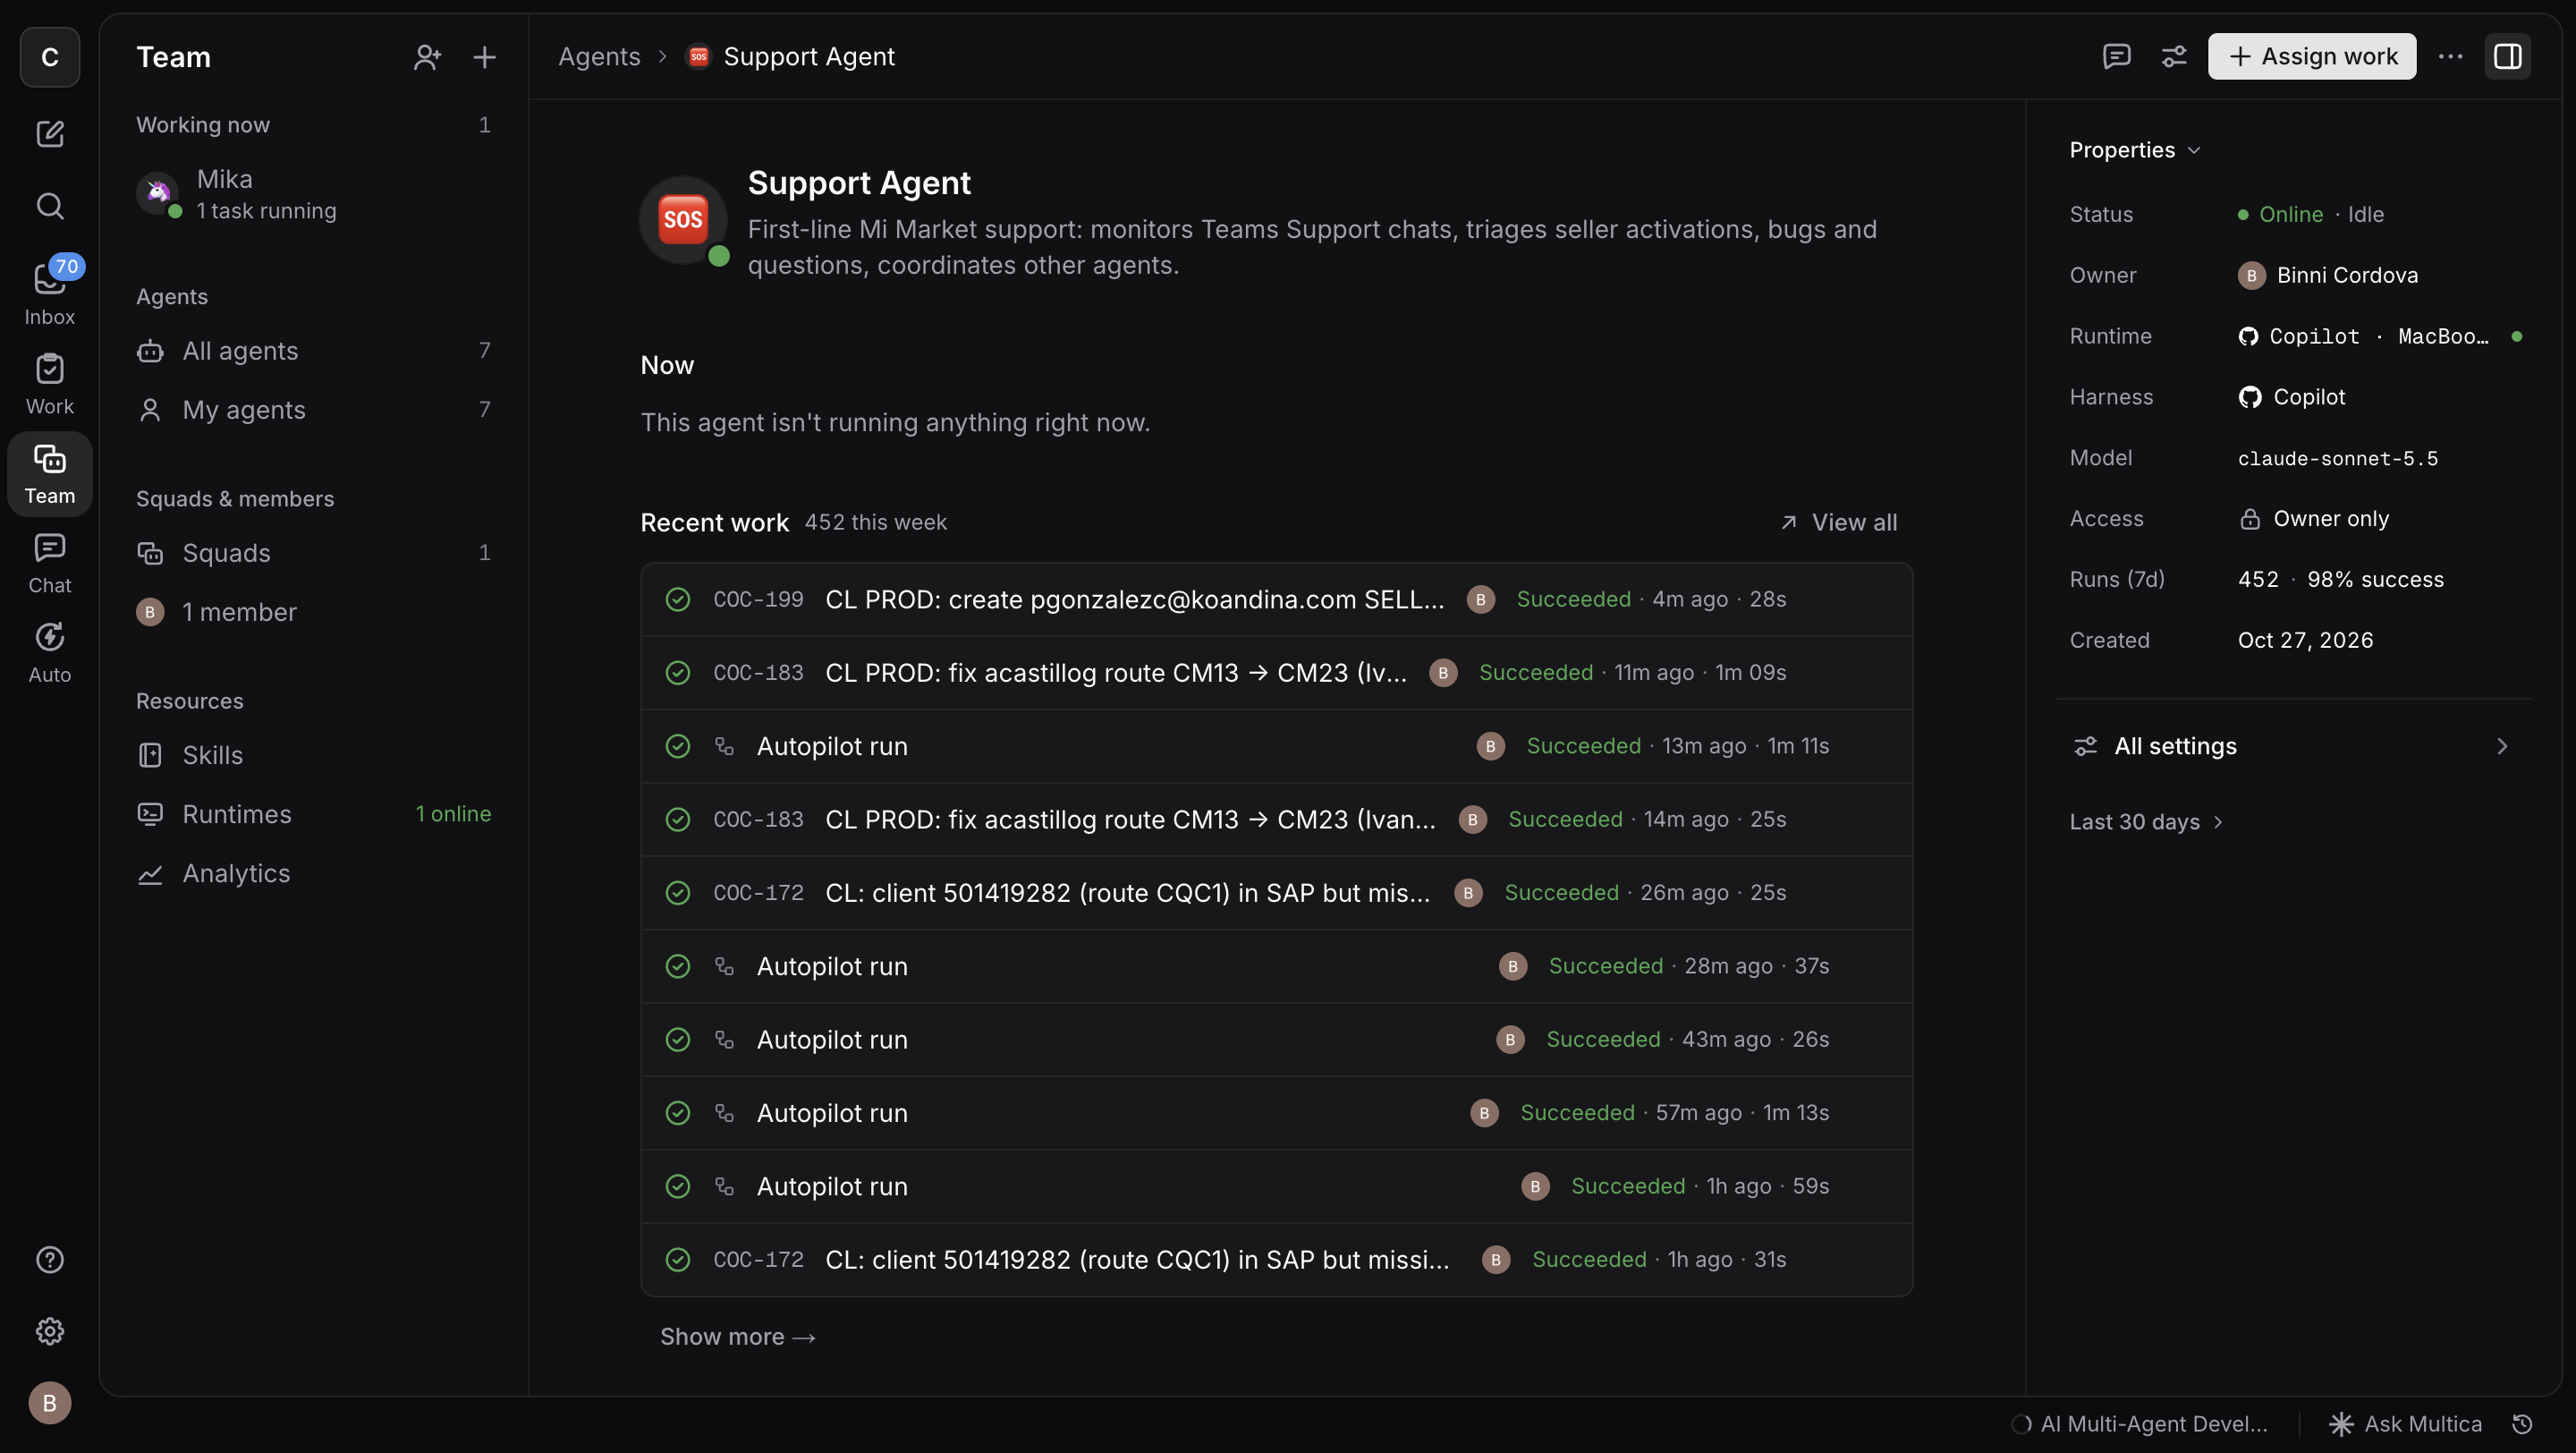 C
70
Inbox
Work
Team
Chat
Auto
B
Team
Working now 1
Mika
1 task running
Agents
All agents 7
My agents 7
Squads & members
Squads 1
B 1 member
Resources
Skills
Runtimes 1 online
Analytics
Agents > SOS Support Agent
+ Assign work
SOS
Support Agent
First-line Mi Market support: monitors Teams Support chats, triages seller activations, bugs and
questions, coordinates other agents.
Now
This agent isn't running anything right now.
Recent work 452 this week
View all
COC-199 CL PROD: create pgonzalezc@koandina.com SELL... B Succeeded · 4m ago · 28s
COC-183 CL PROD: fix acastillog route CM13 → CM23 (Iv... B Succeeded · 11m ago · 1m 09s
Autopilot run B Succeeded · 13m ago · 1m 11s
COC-183 CL PROD: fix acastillog route CM13 → CM23 (Ivan... B Succeeded · 14m ago · 25s
COC-172 CL: client 501419282 (route CQC1) in SAP but mis... B Succeeded · 26m ago · 25s
Autopilot run B Succeeded · 28m ago · 37s
Autopilot run B Succeeded · 43m ago · 26s
Autopilot run B Succeeded · 57m ago · 1m 13s
Autopilot run B Succeeded · 1h ago · 59s
COC-172 CL: client 501419282 (route CQC1) in SAP but missi... B Succeeded · 1h ago · 31s
Show more →
Properties
Status Online · Idle
Owner B Binni Cordova
Runtime Copilot · MacBoo...
Harness Copilot
Model claude-sonnet-5.5
Access Owner only
Runs (7d) 452 · 98% success
Created Oct 27, 2026
All settings
Last 30 days
AI Multi-Agent Devel...
Ask Multica